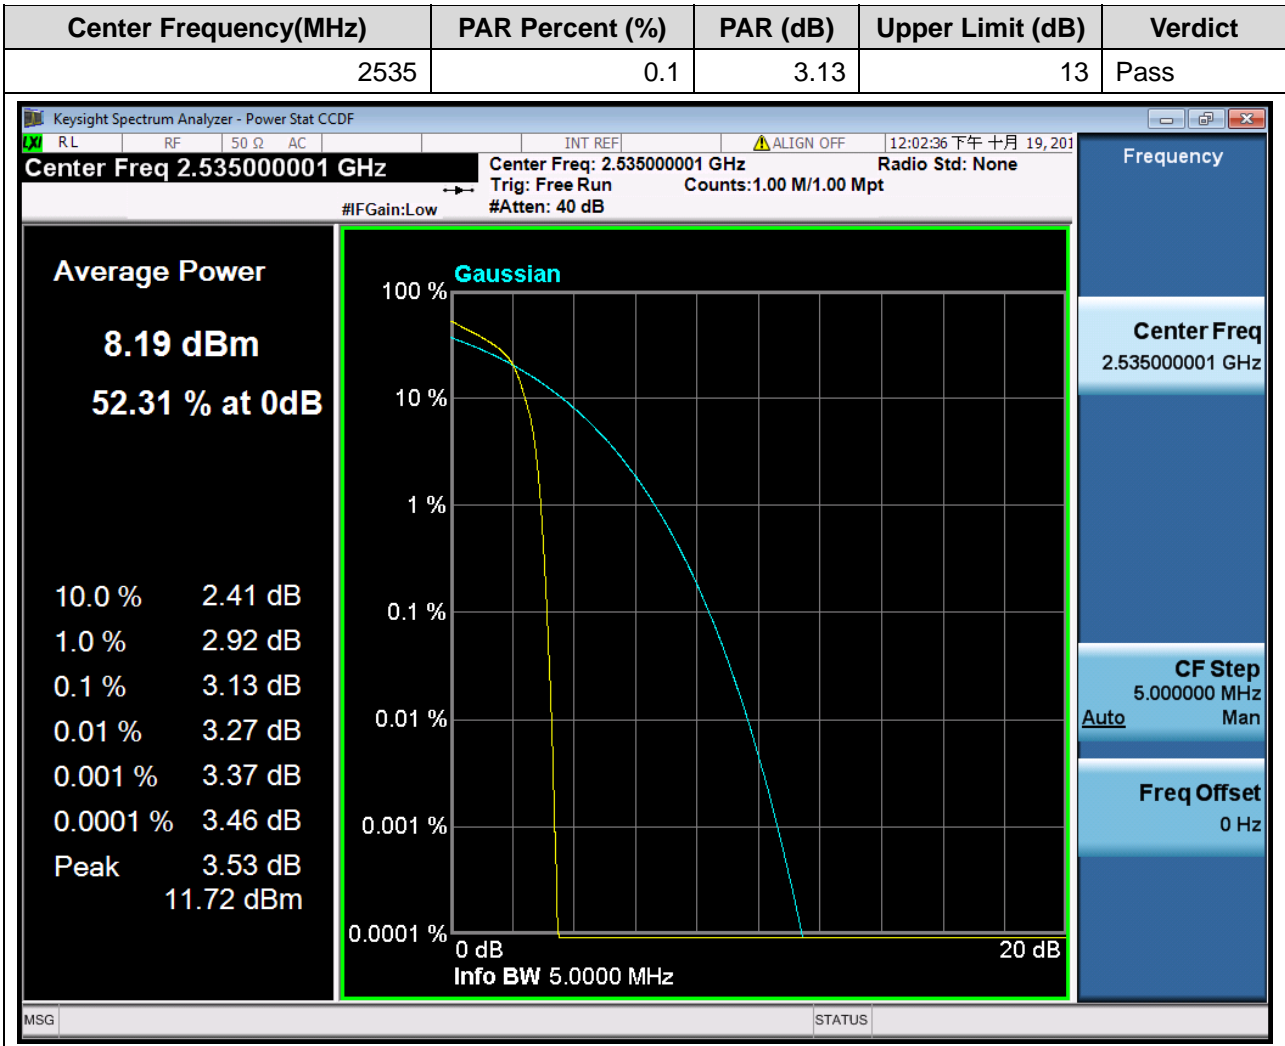 Center Frequency(MHz) PAR Percent (%) PAR (dB) Upper Limit (dB) Verdict
2535 0.1 3.13 13 Pass
Keysight Spectrum Analyzer - Power Stat CCDF
LXI RL RF 50 Ω AC INT REF ALIGN OFF 12:02:36 下午 十月 19, 201
Center Freq 2.535000001 GHz
#IFGain:Low
Center Freq: 2.535000001 GHz Radio Std: None
Trig: Free Run Counts:1.00 M/1.00 Mpt
#Atten: 40 dB
Average Power
8.19 dBm
52.31 % at 0dB
10.0 % 2.41 dB
1.0 % 2.92 dB
0.1 % 3.13 dB
0.01 % 3.27 dB
0.001 % 3.37 dB
0.0001 % 3.46 dB
Peak 3.53 dB
11.72 dBm
Gaussian
100 %
10 %
1 %
0.1 %
0.01 %
0.001 %
0.0001 %
0 dB 20 dB
Info BW 5.0000 MHz
Frequency
Center Freq
2.535000001 GHz
CF Step
5.000000 MHz
Auto Man
Freq Offset
0 Hz
MSG STATUS